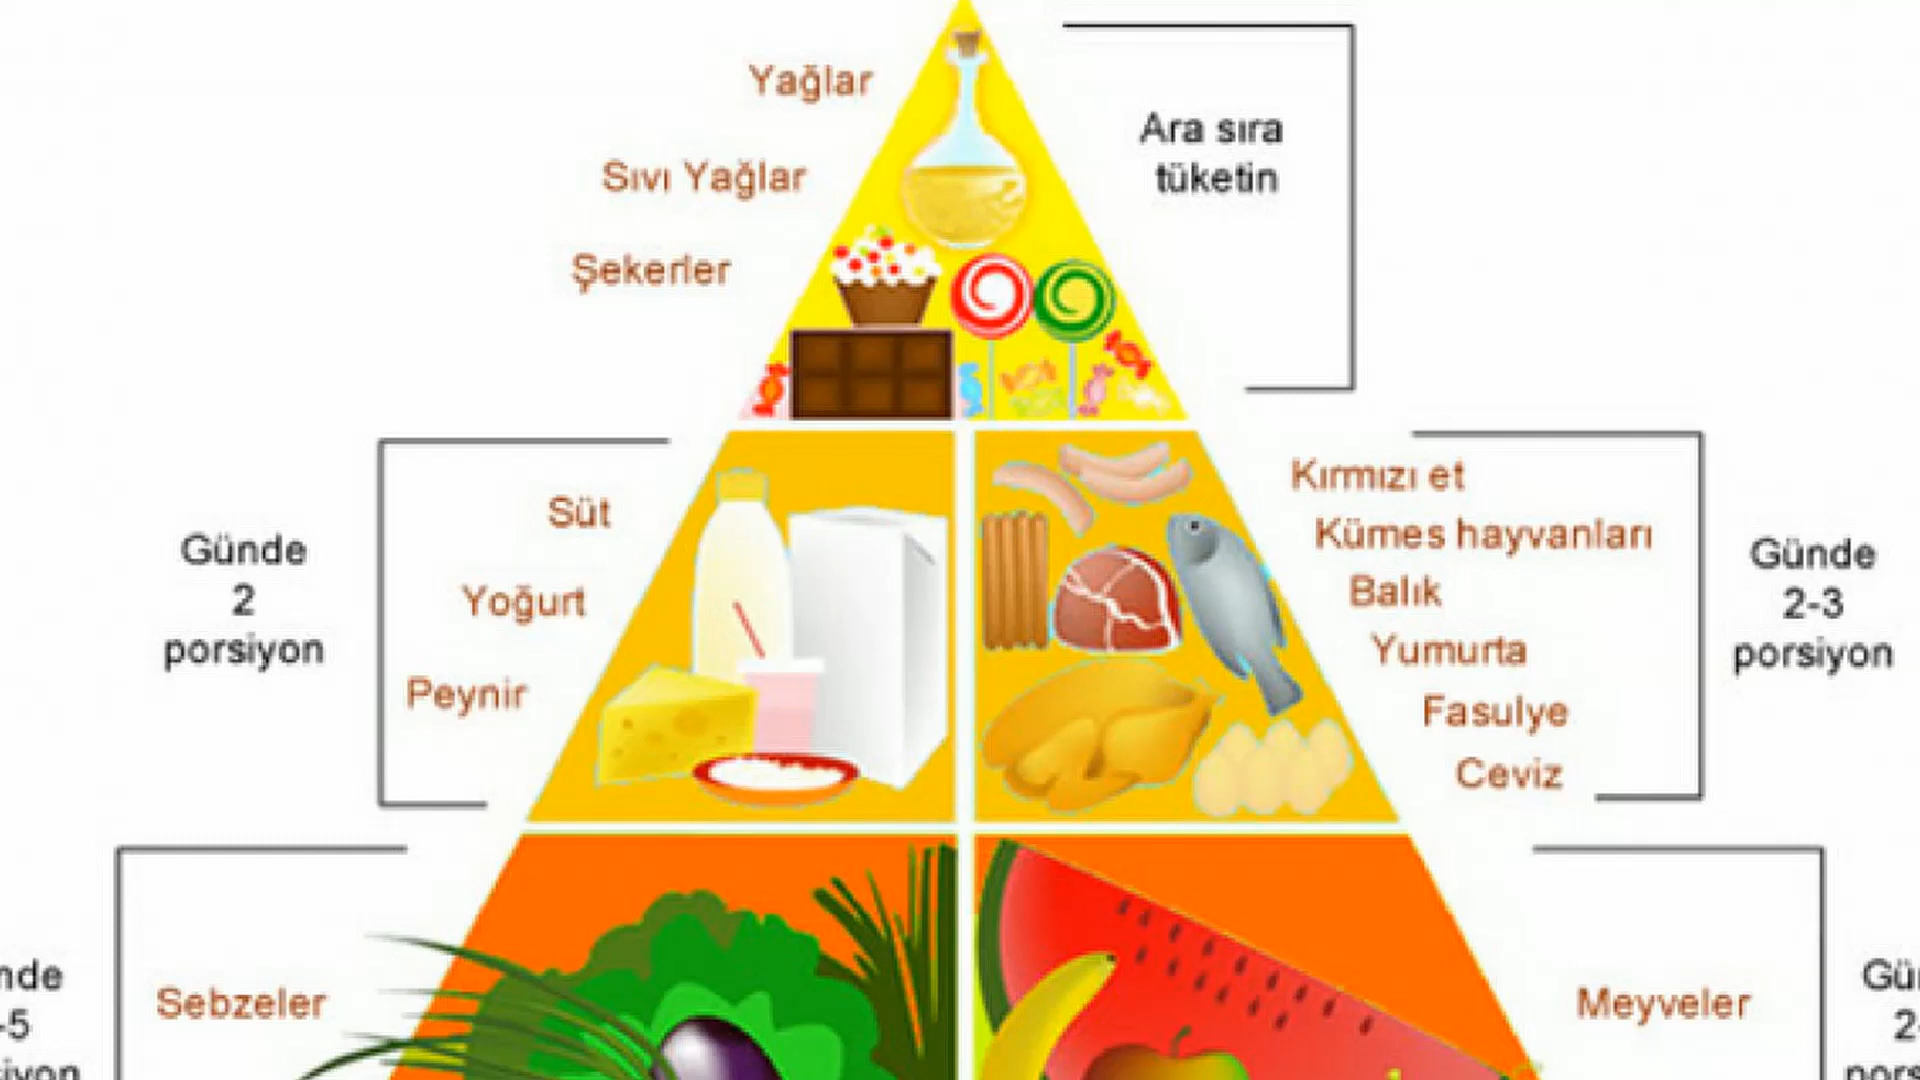 Yağlar
Sıvı Yağlar
Şekerler
Ara sıra
tüketin
Günde
2
porsiyon
Süt
Yoğurt
Peynir
Kırmızı et
Kümes hayvanları
Balık
Yumurta
Fasulye
Ceviz
Günde
2-3
porsiyon
Sebzeler
Meyveler